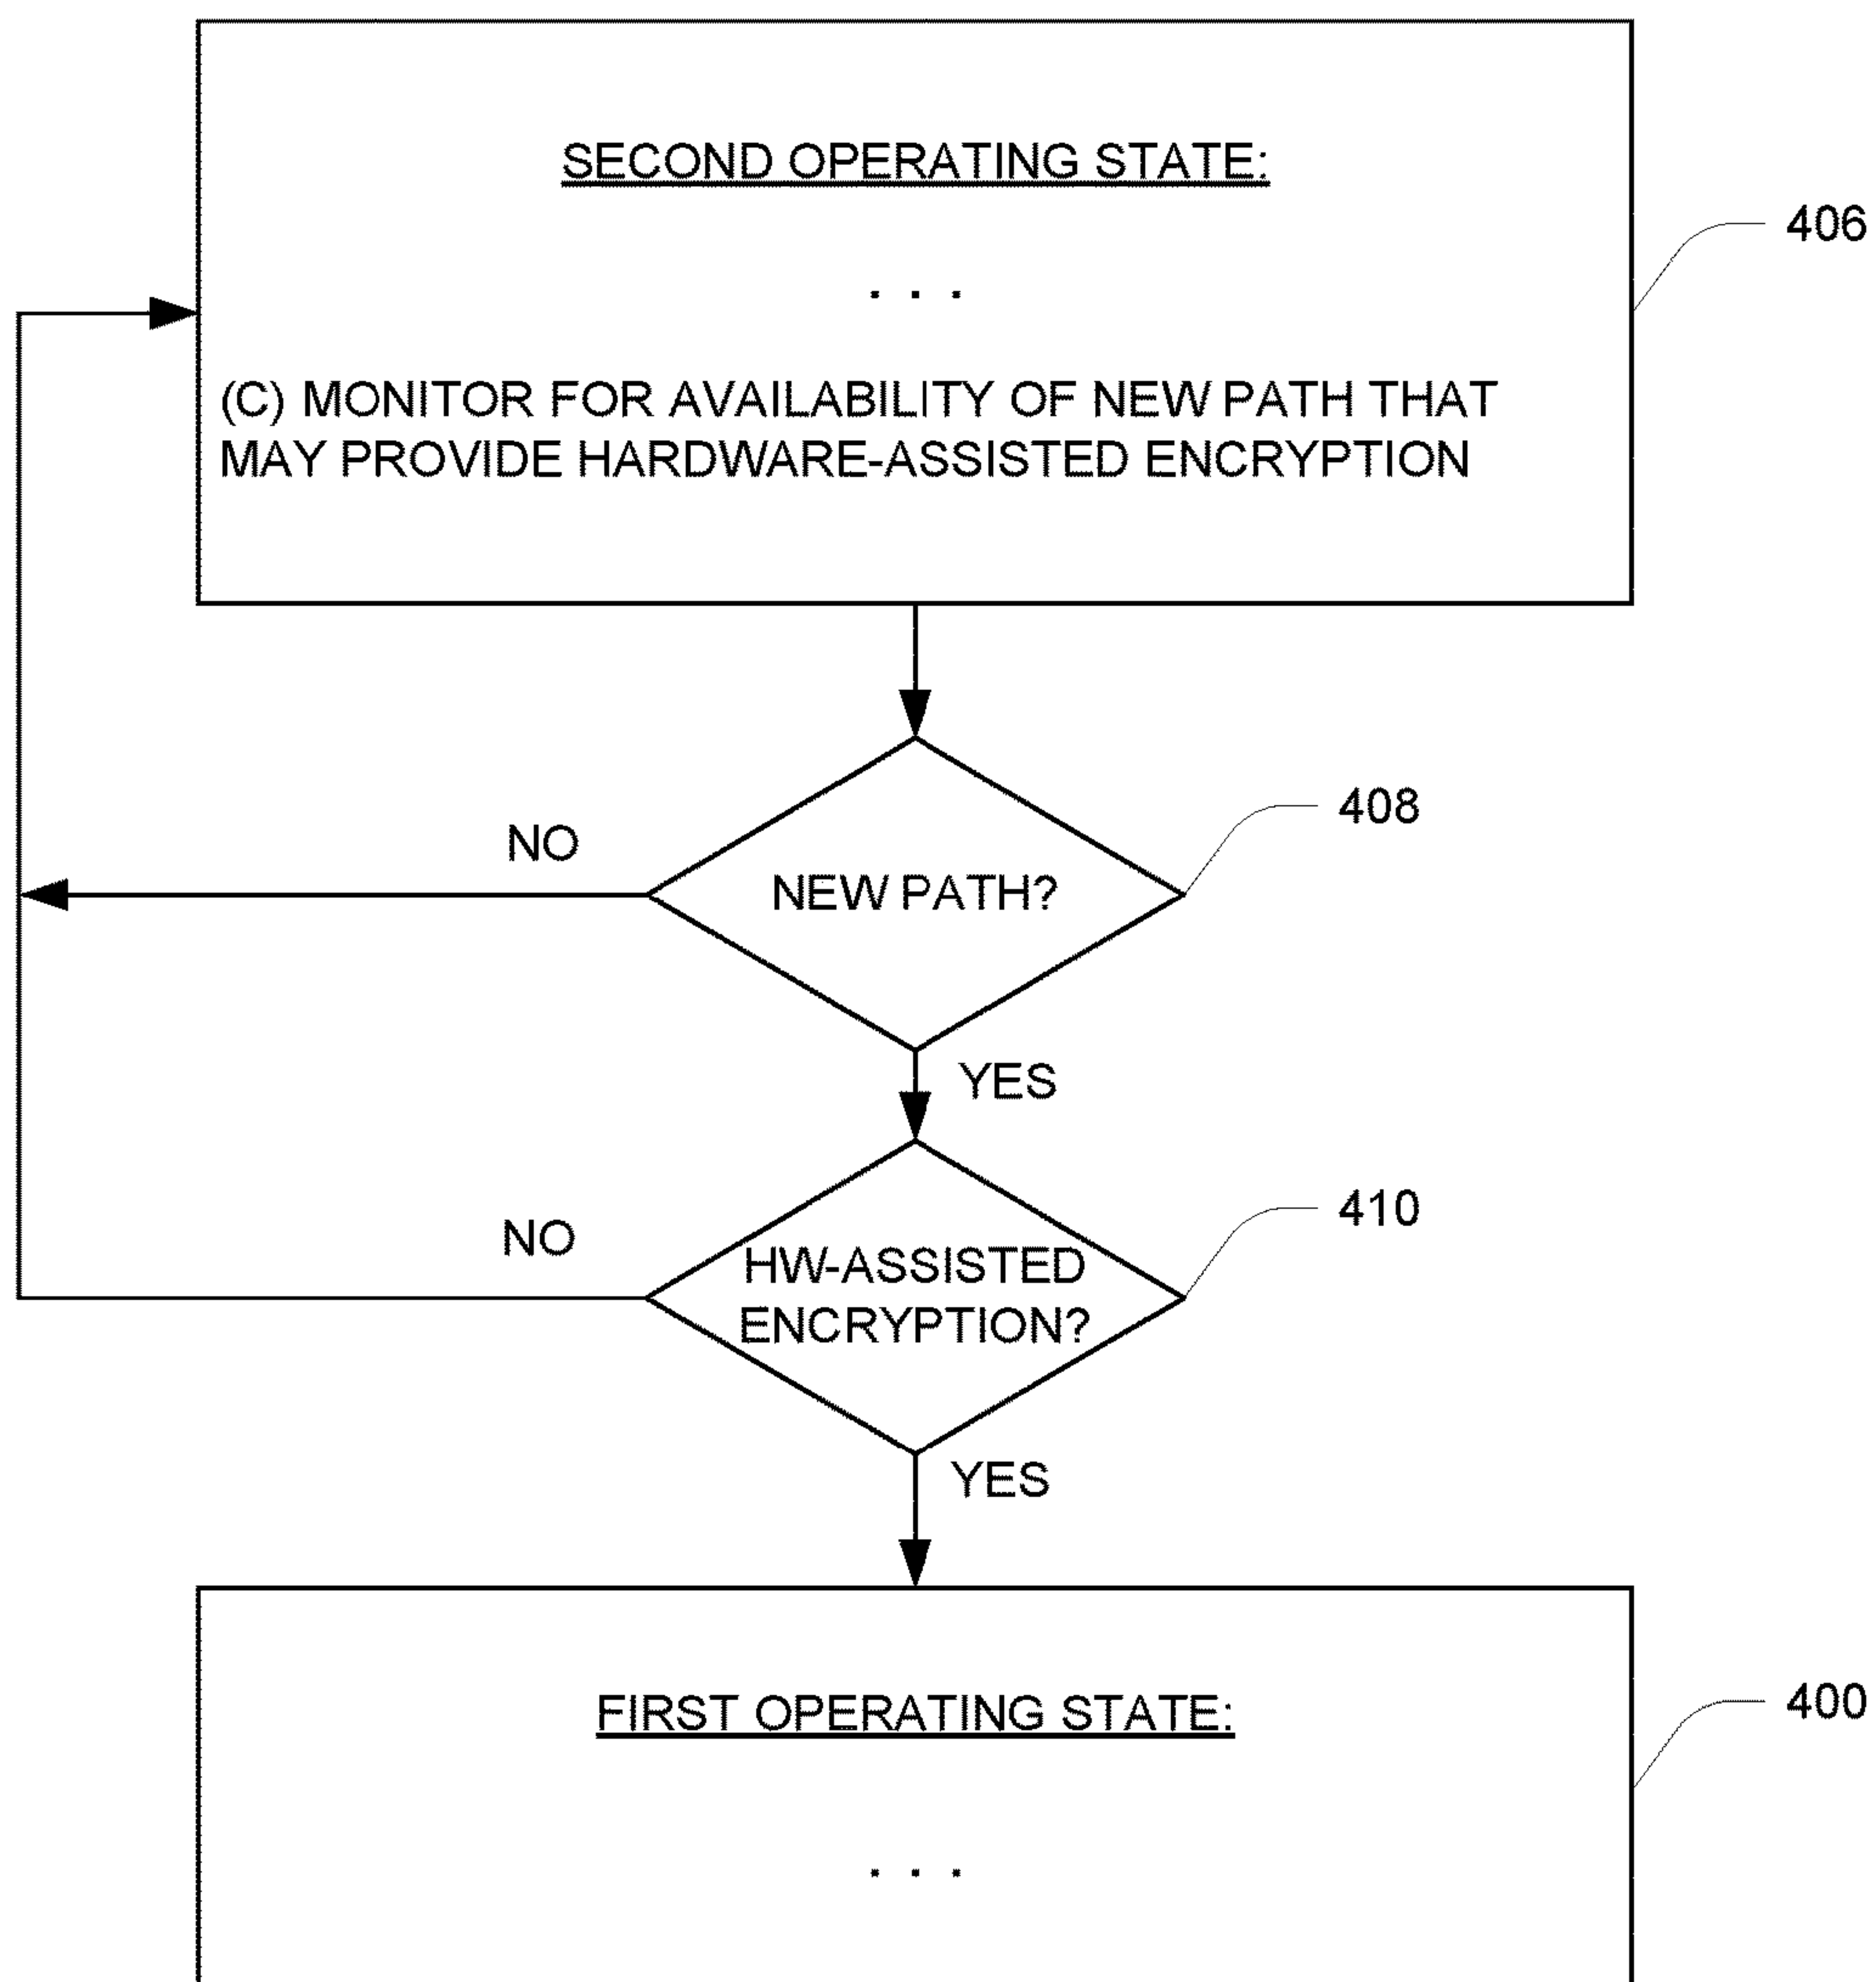 SECOND OPERATING STATE:
. . .
(C) MONITOR FOR AVAILABILITY OF NEW PATH THAT
MAY PROVIDE HARDWARE-ASSISTED ENCRYPTION
406
NEW PATH?
408
NO
YES
HW-ASSISTED
ENCRYPTION?
410
NO
YES
FIRST OPERATING STATE:
400
. . .